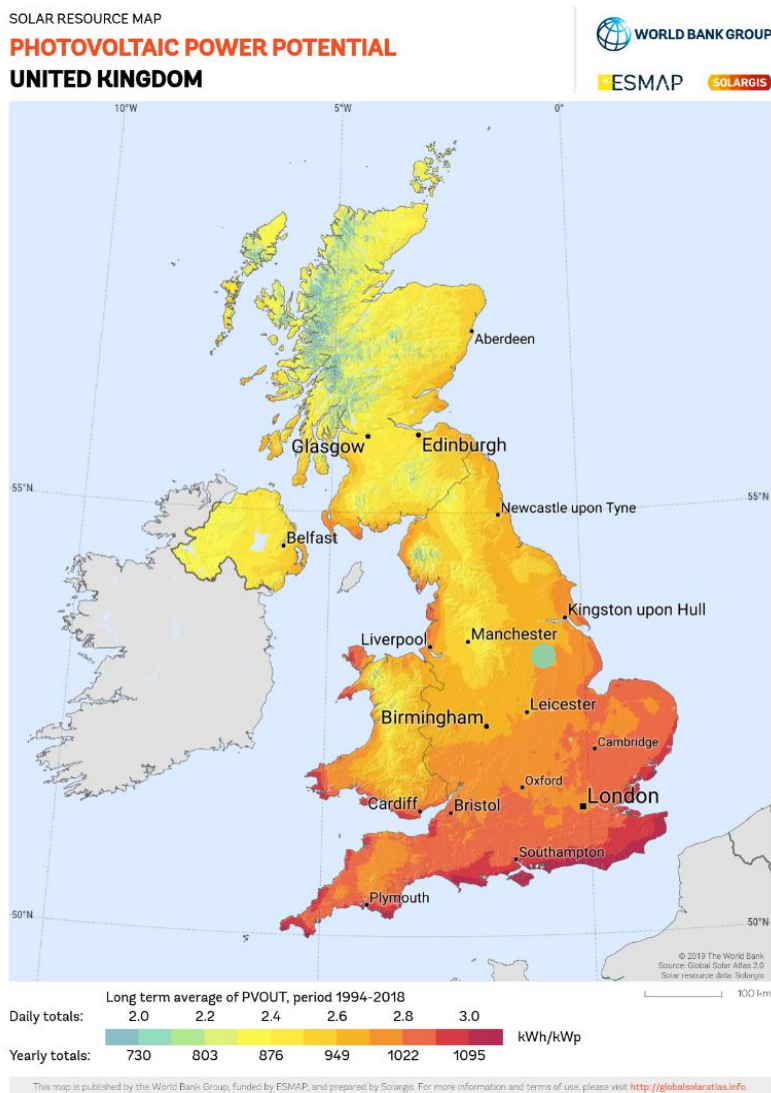 SOLAR RESOURCE MAP
PHOTOVOLTAIC POWER POTENTIAL
UNITED KINGDOM
WORLD BANK GROUP
ESMAP
SOLARGIS
10°W
5°W
0°
Aberdeen
Glasgow
Edinburgh
55°N
55°N
Newcastle upon Tyne
Belfast
Kingston upon Hull
Liverpool
Manchester
Leicester
Birmingham
Cambridge
Oxford
Cardiff
Bristol
London
Southampton
Plymouth
50°N
50°N
© 2019 The World Bank
Source: Global Solar Atlas 2.0
Solar resource data: Solargis
100 km
Long term average of PVOUT, period 1994-2018
Daily totals: 2.0 2.2 2.4 2.6 2.8 3.0
kWh/kWp
Yearly totals: 730 803 876 949 1022 1095
This map is published by the World Bank Group, funded by ESMAP, and prepared by Solargis. For more information and terms of use, please visit http://globalsolaratlas.info.